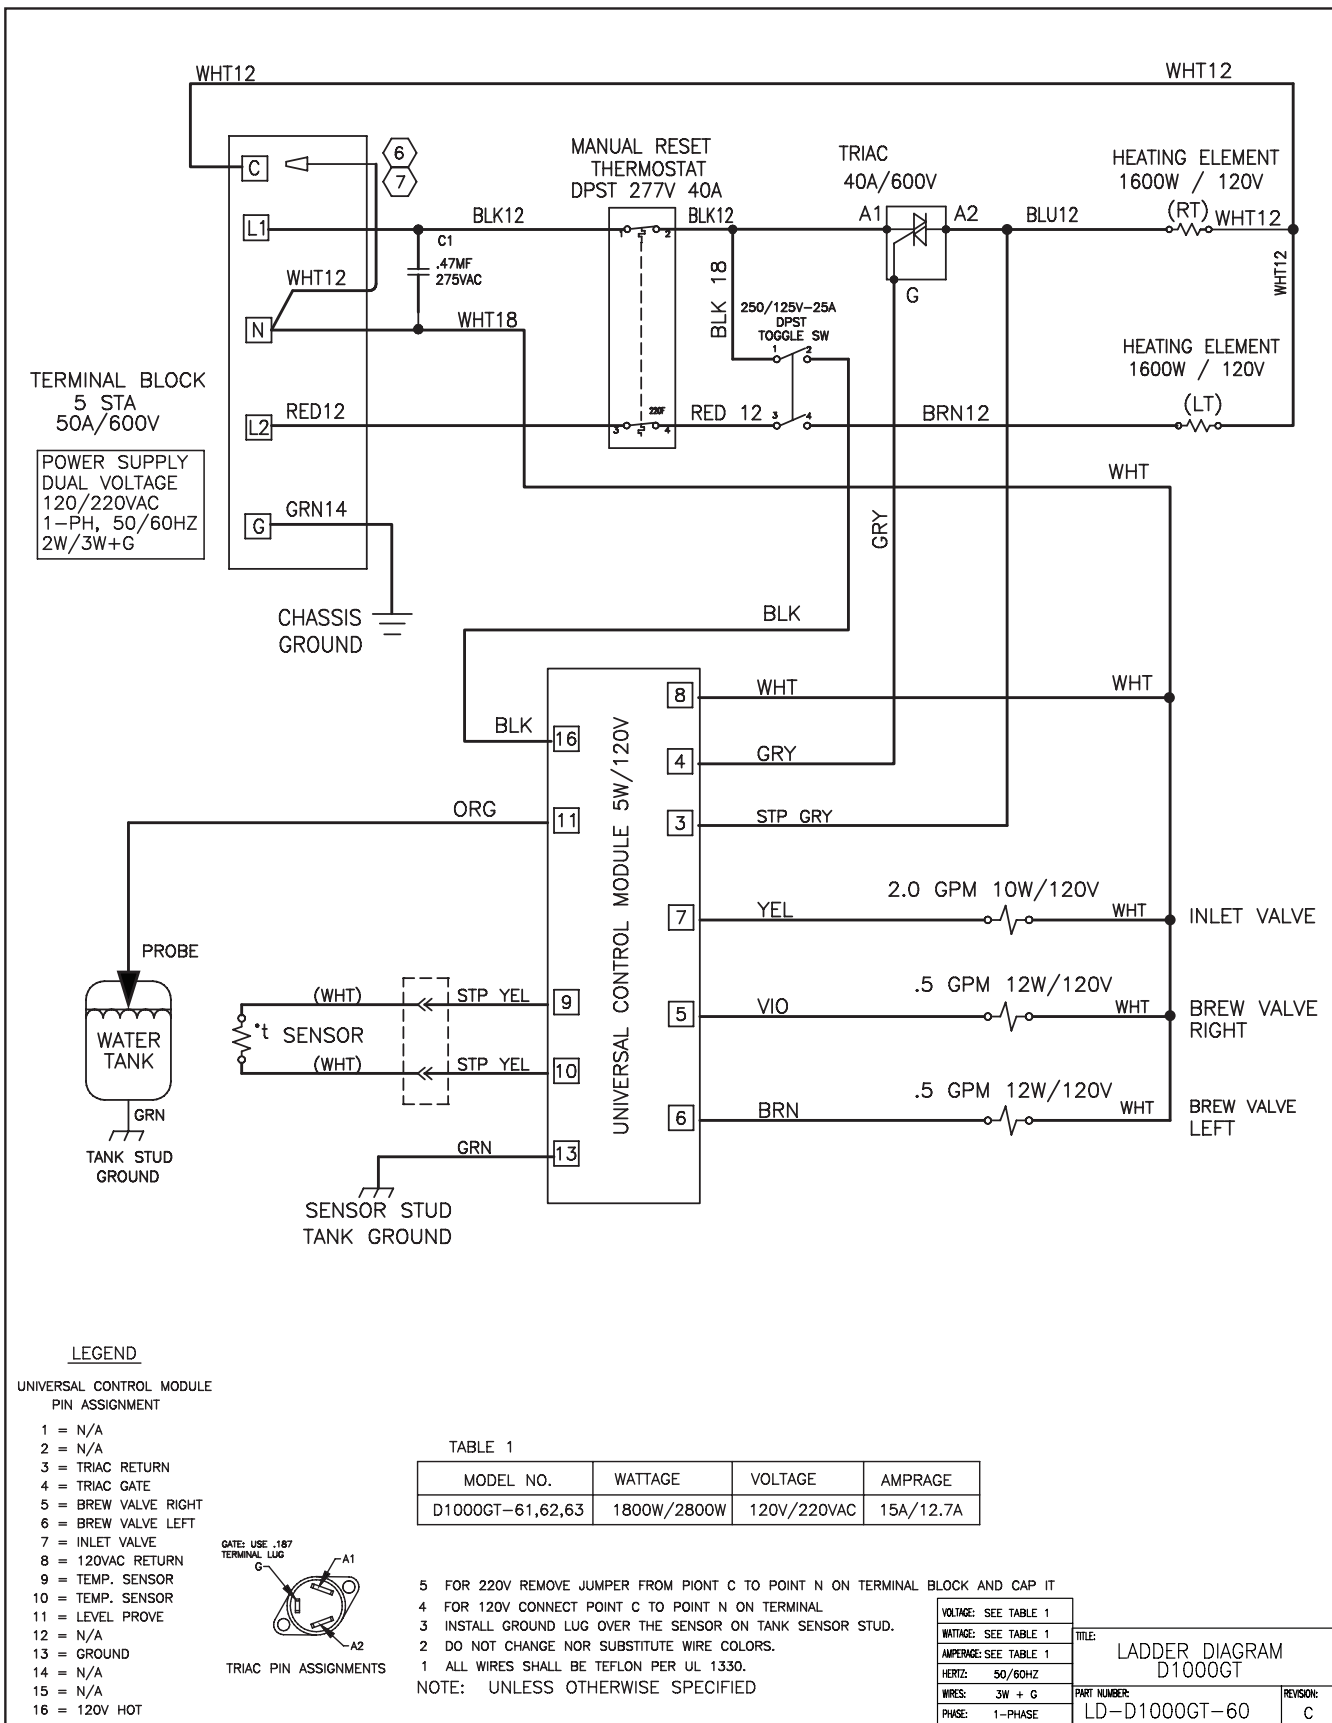 WHT12
WHT12
C
6
7
MANUAL RESET
THERMOSTAT
DPST 277V 40A
TRIAC
40A/600V
HEATING ELEMENT
1600W / 120V
(RT)
WHT12
L1
BLK12
1
2
BLK12
A1
A2
BLU12
C1
.47MF
275VAC
WHT12
BLK 18
G
WHT12
250/125V-25A
DPST
TOGGLE SW
1
2
N
WHT18
HEATING ELEMENT
1600W / 120V
(LT)
TERMINAL BLOCK
5 STA
50A/600V
L2
RED12
3
220F
4
RED 12
3
4
BRN12
POWER SUPPLY
DUAL VOLTAGE
120/220VAC
1-PH, 50/60HZ
2W/3W+G
WHT
G
GRN14
GRY
CHASSIS
GROUND
BLK
UNIVERSAL CONTROL MODULE 5W/120V
8
WHT
WHT
BLK
16
4
GRY
ORG
11
3
STP GRY
2.0 GPM 10W/120V
7
YEL
WHT
INLET VALVE
PROBE
WATER
TANK
GRN
TANK STUD
GROUND
(WHT)
STP YEL
9
°t SENSOR
(WHT)
STP YEL
10
.5 GPM 12W/120V
5
VIO
WHT
BREW VALVE
RIGHT
.5 GPM 12W/120V
6
BRN
WHT
BREW VALVE
LEFT
GRN
13
SENSOR STUD
TANK GROUND
LEGEND
UNIVERSAL CONTROL MODULE
PIN ASSIGNMENT
1 = N/A
2 = N/A
3 = TRIAC RETURN
4 = TRIAC GATE
5 = BREW VALVE RIGHT
6 = BREW VALVE LEFT
7 = INLET VALVE
8 = 120VAC RETURN
9 = TEMP. SENSOR
10 = TEMP. SENSOR
11 = LEVEL PROVE
12 = N/A
13 = GROUND
14 = N/A
15 = N/A
16 = 120V HOT
GATE: USE .187
TERMINAL LUG
G
A1
A2
TRIAC PIN ASSIGNMENTS
TABLE 1
MODEL NO. WATTAGE VOLTAGE AMPRAGE
D1000GT-61,62,63 1800W/2800W 120V/220VAC 15A/12.7A
5 FOR 220V REMOVE JUMPER FROM PIONT C TO POINT N ON TERMINAL BLOCK AND CAP IT
4 FOR 120V CONNECT POINT C TO POINT N ON TERMINAL
3 INSTALL GROUND LUG OVER THE SENSOR ON TANK SENSOR STUD.
2 DO NOT CHANGE NOR SUBSTITUTE WIRE COLORS.
1 ALL WIRES SHALL BE TEFLON PER UL 1330.
NOTE: UNLESS OTHERWISE SPECIFIED
VOLTAGE: SEE TABLE 1
WATTAGE: SEE TABLE 1
AMPERAGE: SEE TABLE 1
HERTZ: 50/60HZ
WIRES: 3W + G
PHASE: 1-PHASE
TITLE:
LADDER DIAGRAM
D1000GT
PART NUMBER:
LD-D1000GT-60
REVISION:
C